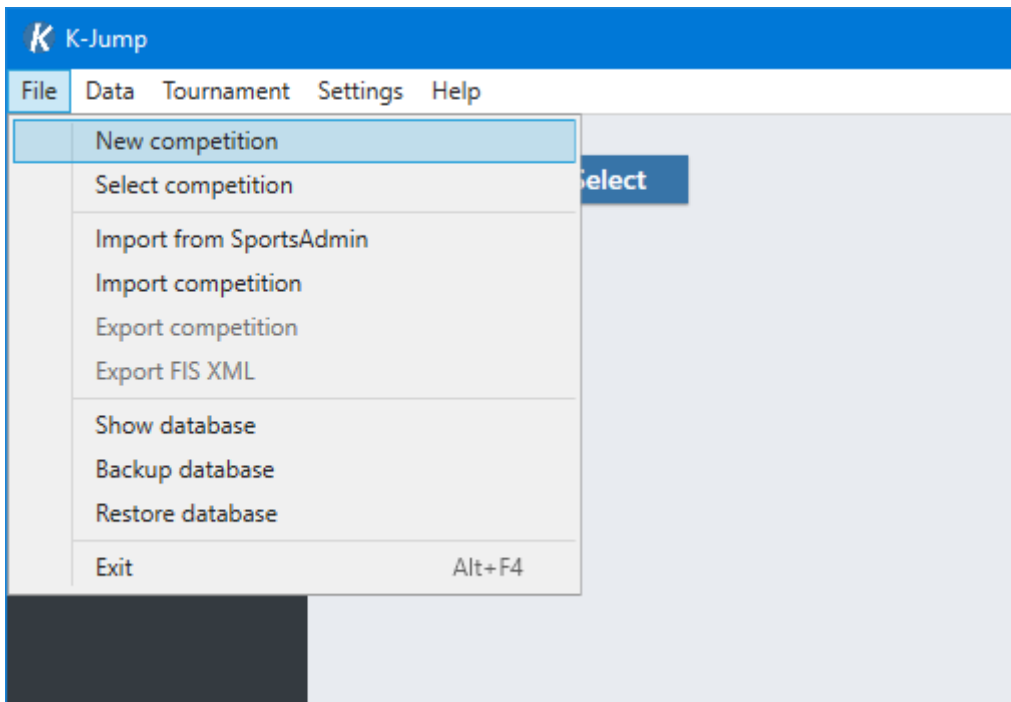 K K-Jump
File Data Tournament Settings Help
New competition
Select competition
Select
Import from SportsAdmin
Import competition
Export competition
Export FIS XML
Show database
Backup database
Restore database
Exit Alt+F4